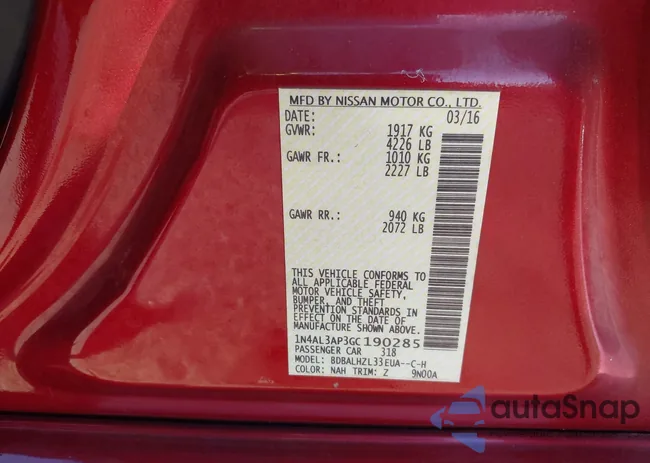 MFD BY NISSAN MOTOR CO., LTD.
DATE: 03/16
GVWR: 1917 KG
4226 LB
GAWR FR.: 1010 KG
2227 LB
GAWR RR.: 940 KG
2072 LB
THIS VEHICLE CONFORMS TO
ALL APPLICABLE FEDERAL
MOTOR VEHICLE SAFETY,
BUMPER, AND THEFT
PREVENTION STANDARDS IN
EFFECT ON THE DATE OF
MANUFACTURE SHOWN ABOVE.
1N4AL3AP3GC190285
PASSENGER CAR 318
MODEL: BDBALHZL33EUA--C-H
COLOR: NAH TRIM: Z 9N00A
autoSnap
TRANSFORMATION